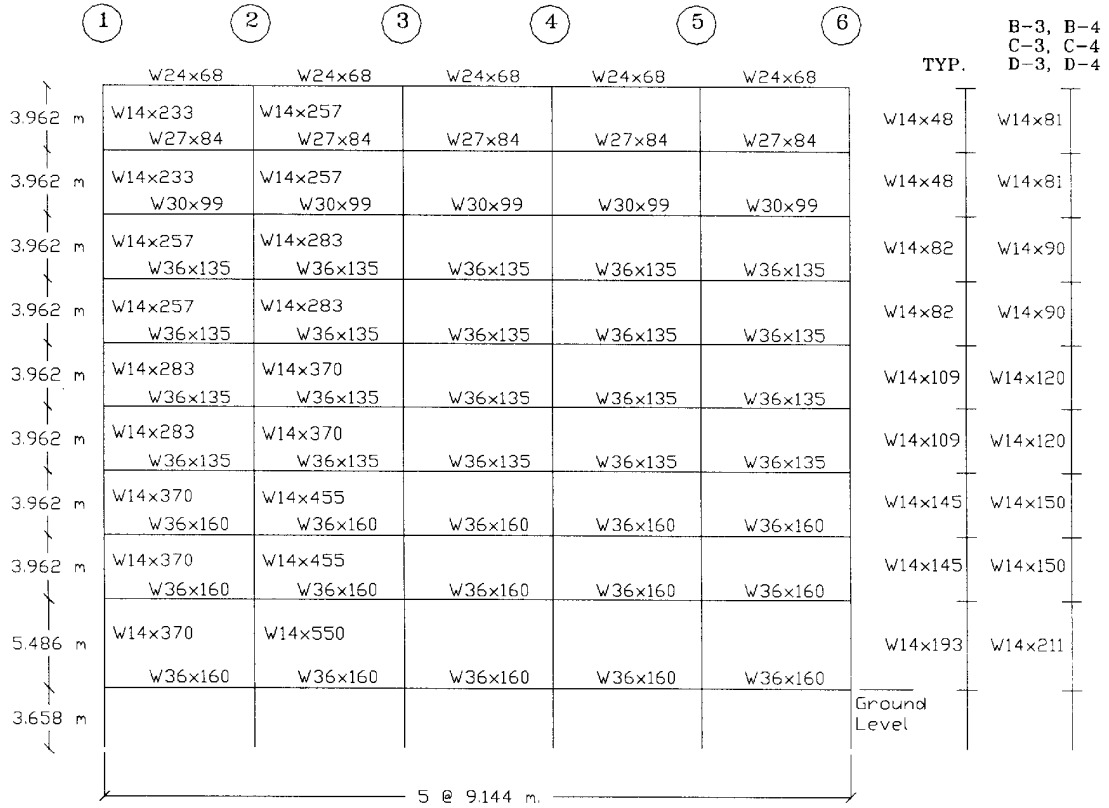 1 2 3 4 5 6
B-3, B-4
C-3, C-4
TYP. D-3, D-4
W24x68 W24x68 W24x68 W24x68 W24x68
3.962 m W14x233 W14x257 W14x48 W14x81
W27x84 W27x84 W27x84 W27x84 W27x84
3.962 m W14x233 W14x257 W14x48 W14x81
W30x99 W30x99 W30x99 W30x99 W30x99
3.962 m W14x257 W14x283 W14x82 W14x90
W36x135 W36x135 W36x135 W36x135 W36x135
3.962 m W14x257 W14x283 W14x82 W14x90
W36x135 W36x135 W36x135 W36x135 W36x135
3.962 m W14x283 W14x370 W14x109 W14x120
W36x135 W36x135 W36x135 W36x135 W36x135
3.962 m W14x283 W14x370 W14x109 W14x120
W36x135 W36x135 W36x135 W36x135 W36x135
3.962 m W14x370 W14x455 W14x145 W14x150
W36x160 W36x160 W36x160 W36x160 W36x160
3.962 m W14x370 W14x455 W14x145 W14x150
W36x160 W36x160 W36x160 W36x160 W36x160
5.486 m W14x370 W14x550 W14x193 W14x211
W36x160 W36x160 W36x160 W36x160 W36x160
3.658 m Ground
Level
5 @ 9.144 m.